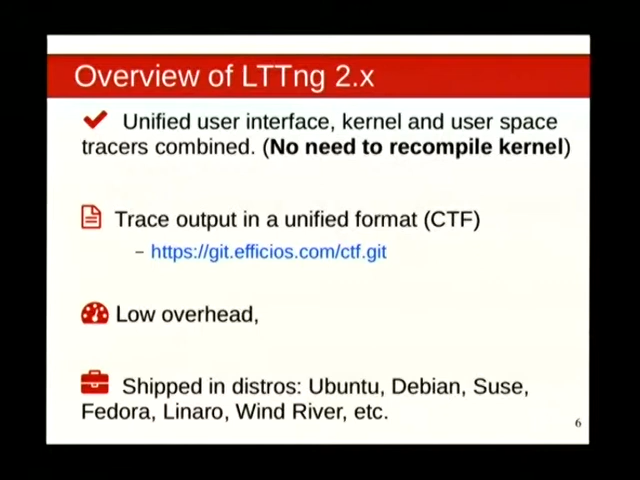 Overview of LTTng 2.x
Unified user interface, kernel and user space
tracers combined. (No need to recompile kernel)
Trace output in a unified format (CTF)
– https://git.efficios.com/ctf.git
Low overhead,
Shipped in distros: Ubuntu, Debian, Suse,
Fedora, Linaro, Wind River, etc.
6